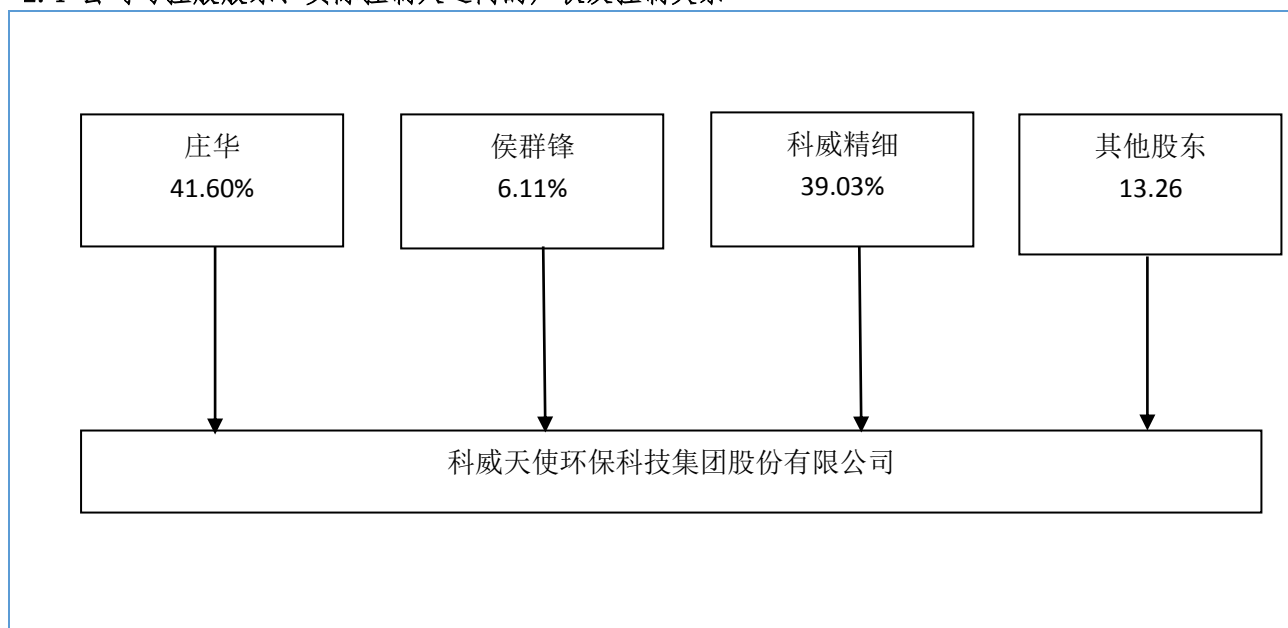 庄华
41.60%
侯群锋
6.11%
科威精细
39.03%
其他股东
13.26
科威天使环保科技集团股份有限公司